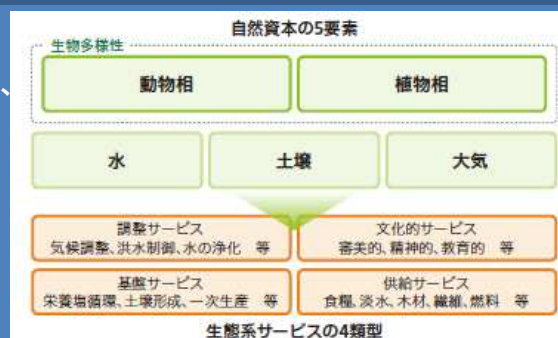 自然資本の5要素
生物多様性
、
動物相
植物相
水
土壌
大気
調整サービス
気候調整、洪水制御、水の浄化 等
文化的サービス
審美的、精神的、教育的 等
基盤サービス
栄養塩循環、土壌形成、一次生産 等
供給サービス
食糧、淡水、木材、繊維、燃料 等
生態系サービスの4類型